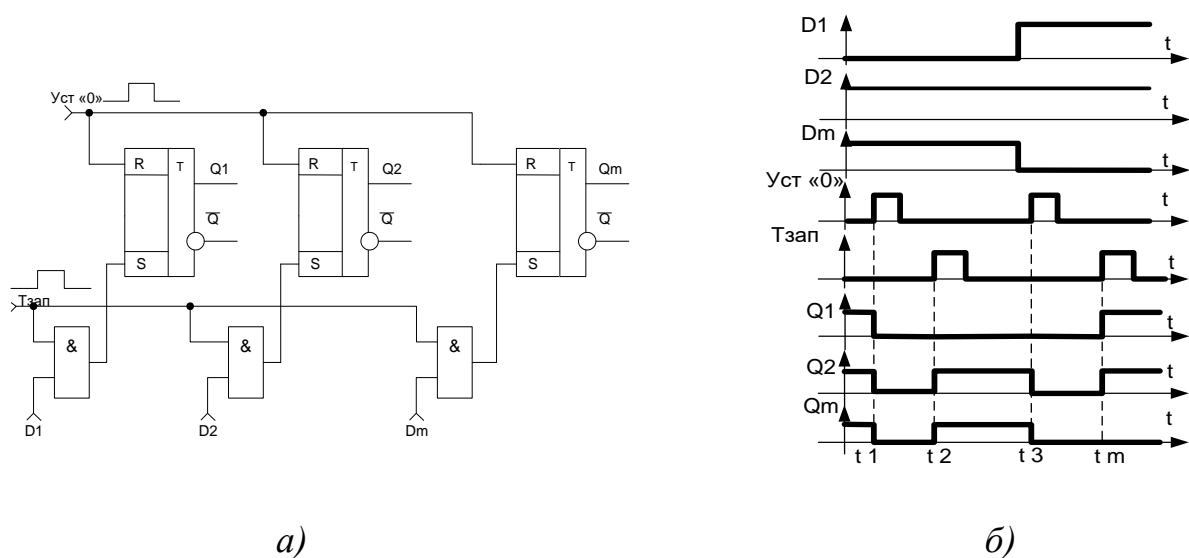 Уст «0»
R T Q1
Q̅
S
R T Q2
Q̅
S
R T Qm
Q̅
S
Tзап
&
&
&
D1
D2
Dm
а)
D1
t
D2
t
Dm
t
Уст «0»
t
Tзап
t
Q1
t
Q2
t
Qm
t
t 1 t 2 t 3 t m
б)